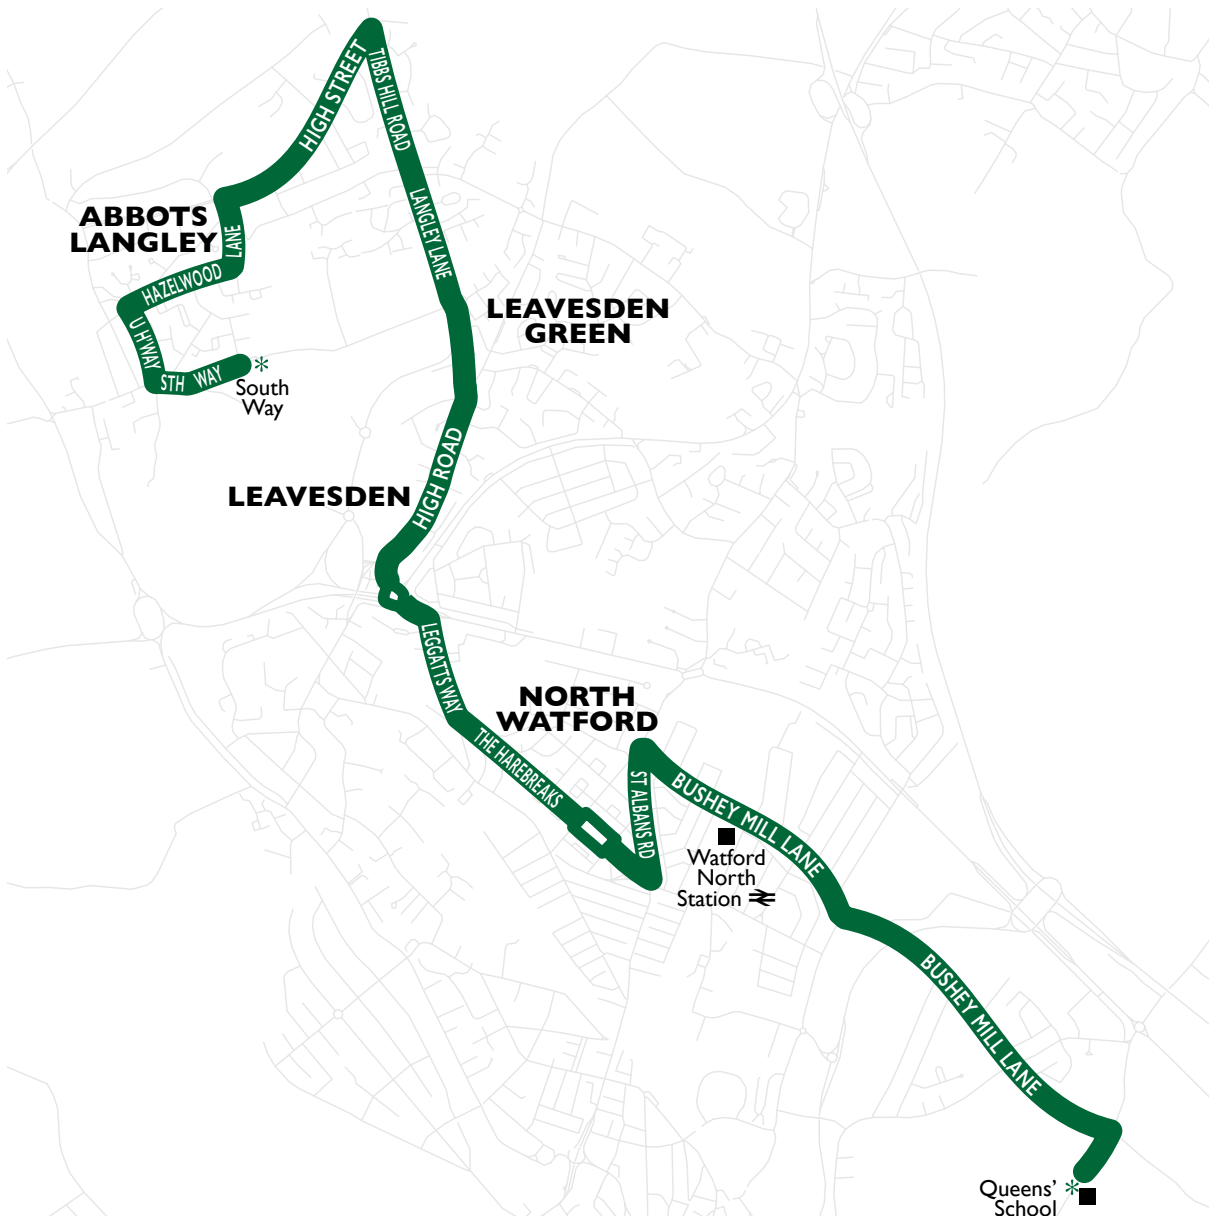 HIGH STREET
TIBBS HILL ROAD
LANGLEY LANE
ABBOTS
LANGLEY
LANE
HAZELWOOD
U H'WAY
STH WAY
South
Way
LEAVESDEN
GREEN
LEAVESDEN
HIGH ROAD
LEGGATTS WAY
NORTH
WATFORD
THE HAREBREAKS
ST ALBANS RD
BUSHEY MILL LANE
Watford
North
Station
BUSHEY MILL LANE
Queens'
School